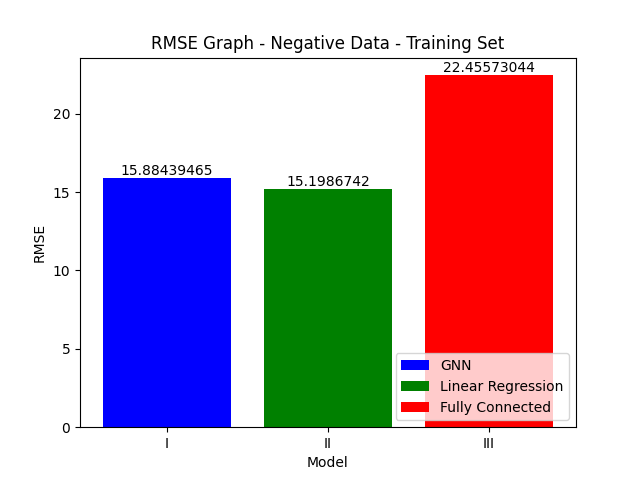 RMSE Graph - Negative Data - Training Set
22.45573044
15.88439465
15.1986742
20
15
10
5
0
RMSE
GNN
Linear Regression
Fully Connected
I
II
III
Model